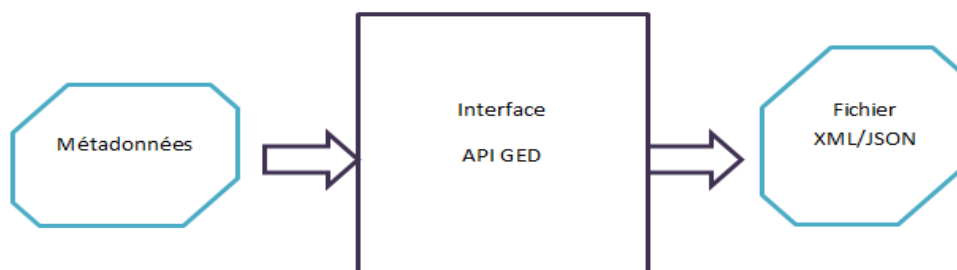 Métadonnées
Interface
API GED
Fichier
XML/JSON